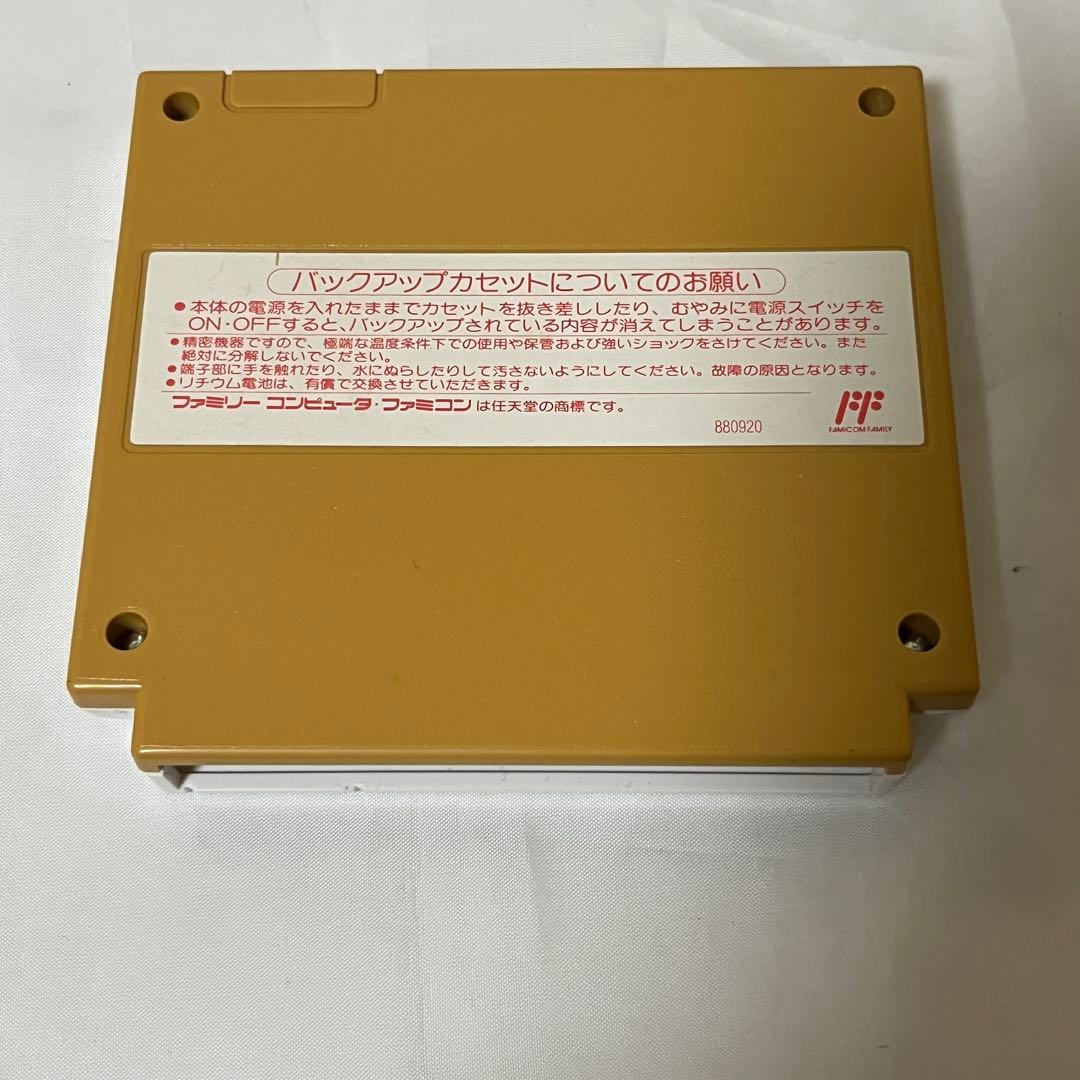 バックアップカセットについてのお願い
●本体の電源を入れたままでカセットを抜き差ししたり、むやみに電源スイッチを
ON・OFFすると、バックアップされている内容が消えてしまうことがあります。
●精密機器ですので、極端な温度条件下での使用や保管および強いショックをさけてください。また
絶対に分解しないでください。
●端子部に手を触れたり、水にぬらしたりして汚さないようにしてください。故障の原因となります。
●リチウム電池は、有償で交換させていただきます。
ファミリー コンピュータ・ファミコン は任天堂の商標です。
880920
FAMICOM FAMILY